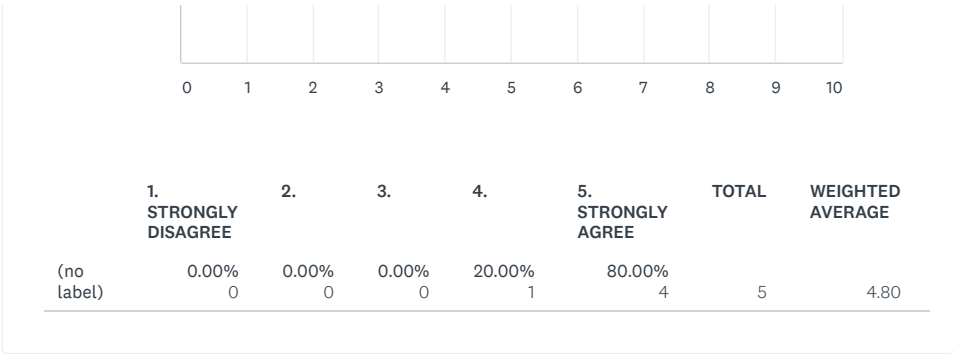 0 1 2 3 4 5 6 7 8 9 10
1. 2. 3. 4. 5. TOTAL WEIGHTED
STRONGLY STRONGLY AVERAGE
DISAGREE AGREE
(no 0.00% 0.00% 0.00% 20.00% 80.00%
label) 0 0 0 1 4 5 4.80